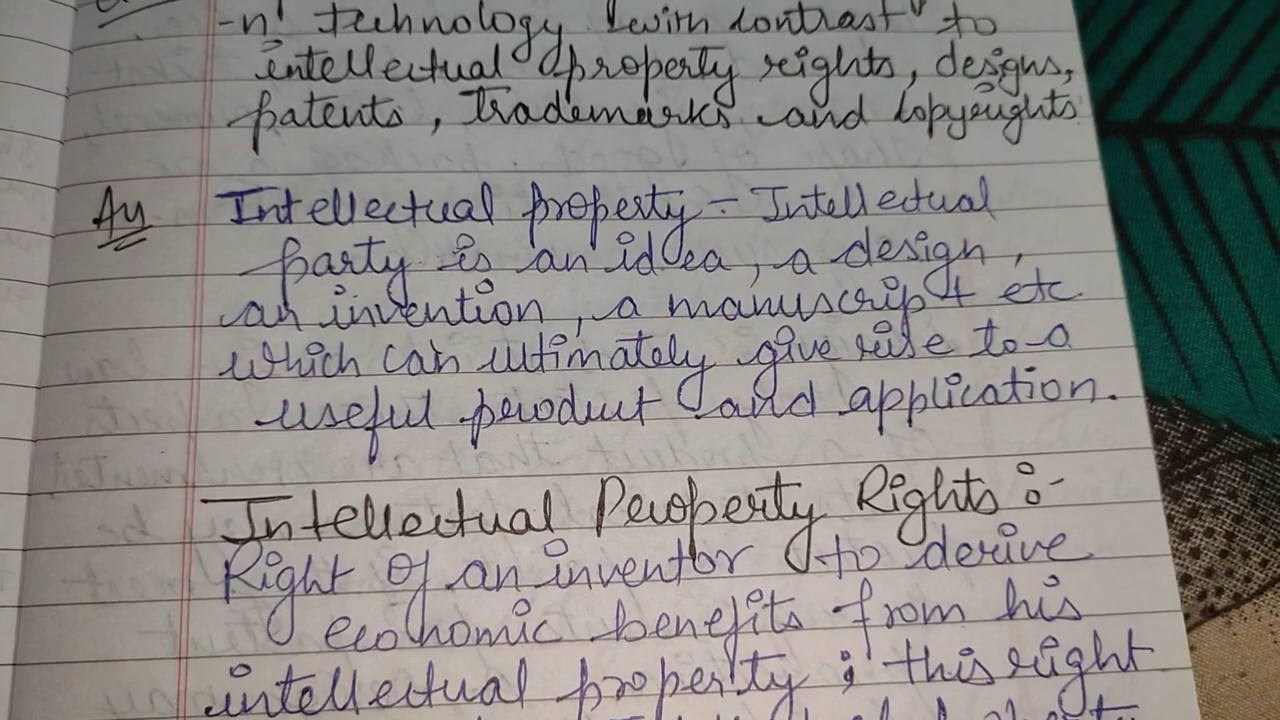 -n' technology with contrast to
intellectual property rights, designs,
patents, trademarks and copyrights
Ay Intellectual property - Intellectual
party is an idea, a design,
an invention, a manuscript etc
which can ultimately give rise to a
useful product and application.
Intellectual Property Rights :-
Right of an inventor to derive
economic benefits from his
intellectual property ; this right